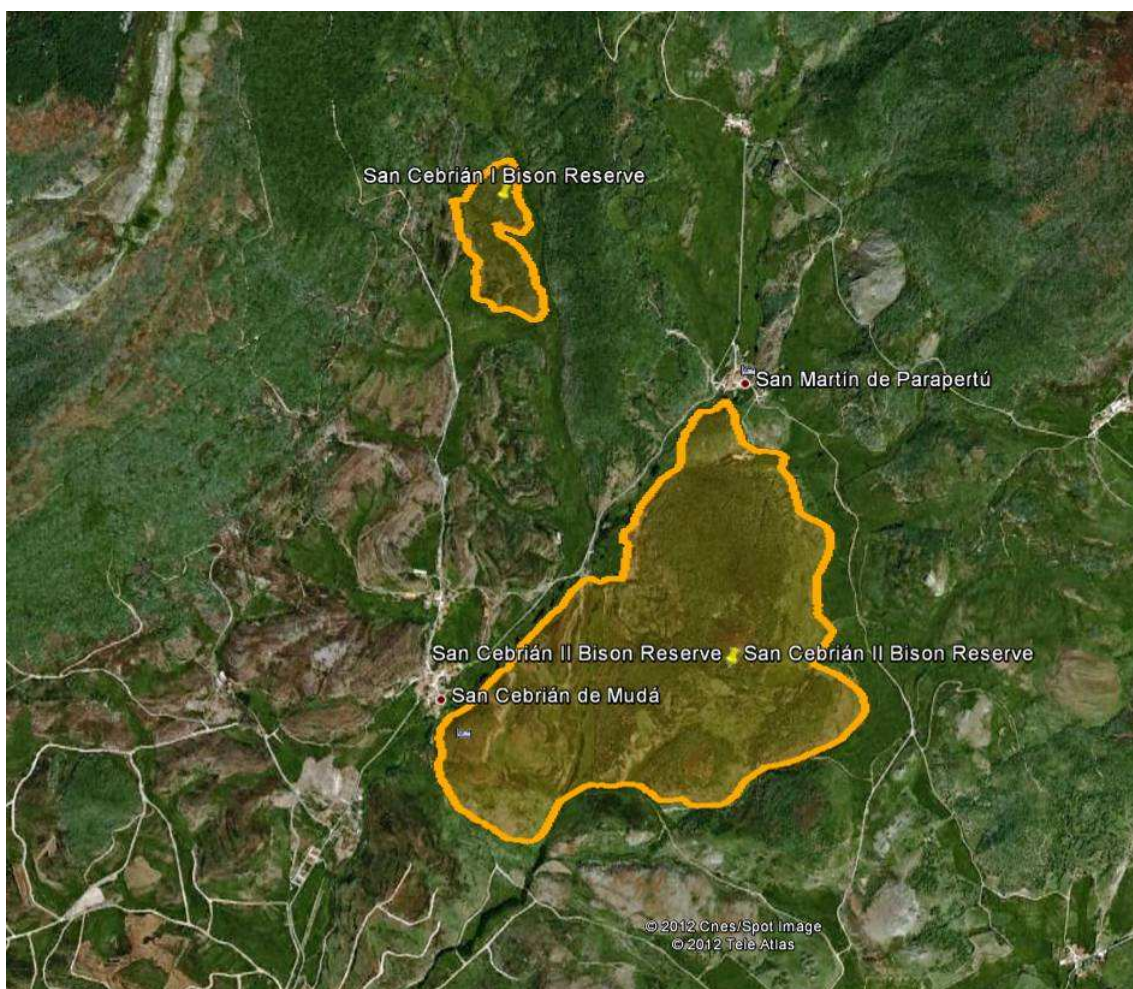 San Cebrián I Bison Reserve
San Martín de Parapertú
San Cebrián II Bison Reserve
San Cebrián II Bison Reserve
San Cebrián de Mudá
© 2012 Cnes/Spot Image
© 2012 Tele Atlas